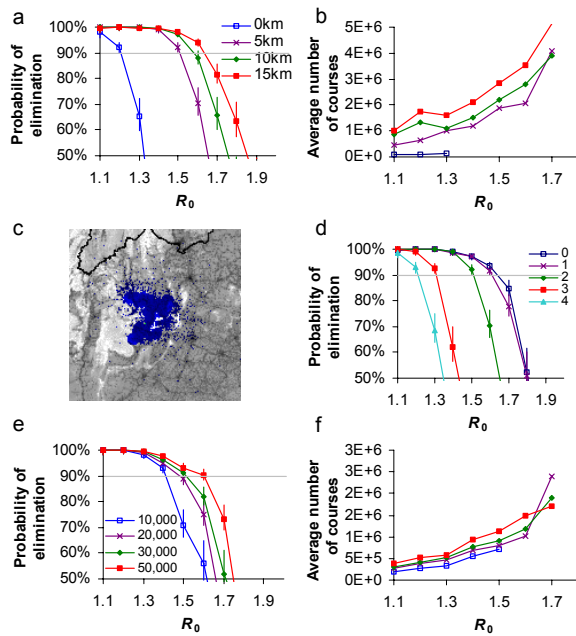 a
100%
90%
80%
70%
60%
50%
Probability of
elimination
0km
5km
10km
15km
1.1 1.3 1.5 1.7 1.9
R0
b
5E+6
4E+6
3E+6
2E+6
1E+6
0E+0
Average number
of courses
1.1 1.3 1.5 1.7
R0
c
d
100%
90%
80%
70%
60%
50%
Probability of
elimination
0
1
2
3
4
1.1 1.3 1.5 1.7 1.9
R0
e
100%
90%
80%
70%
60%
50%
Probability of
elimination
10,000
20,000
30,000
50,000
1.1 1.3 1.5 1.7 1.9
R0
f
3E+6
2E+6
2E+6
1E+6
5E+5
0E+0
Average number
of courses
1.1 1.3 1.5 1.7
R0